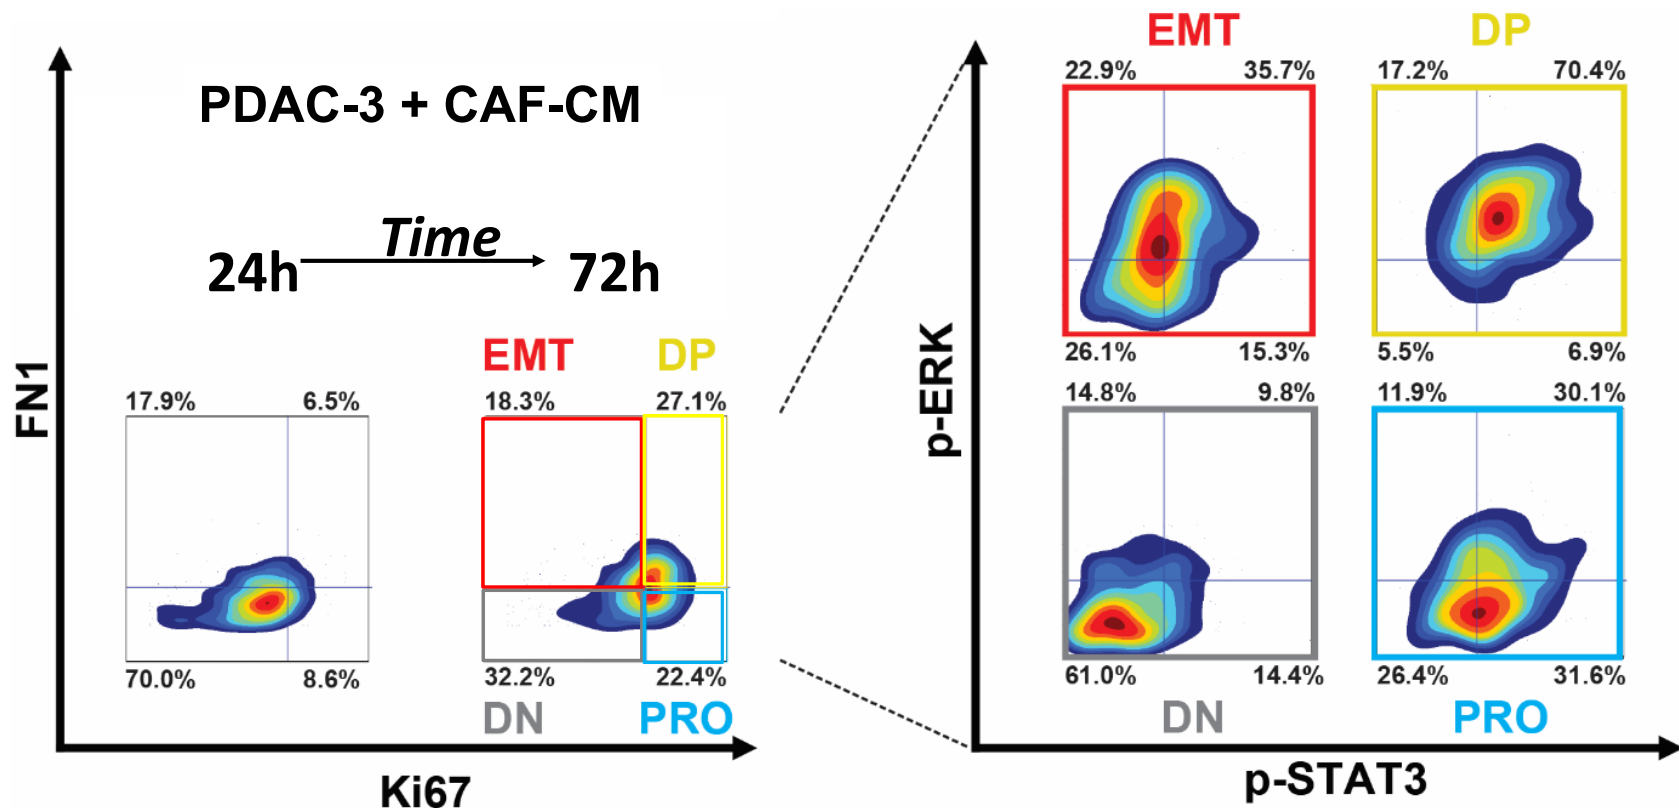 EMT DP
22.9% 35.7% 17.2% 70.4%
PDAC-3 + CAF-CM
Time
24h 72h
EMT DP
26.1% 15.3% 5.5% 6.9%
17.9% 6.5% 18.3% 27.1%
14.8% 9.8% 11.9% 30.1%
FN1
p-ERK
70.0% 8.6% 32.2% 22.4%
61.0% 14.4% 26.4% 31.6%
DN PRO
DN PRO
Ki67
p-STAT3